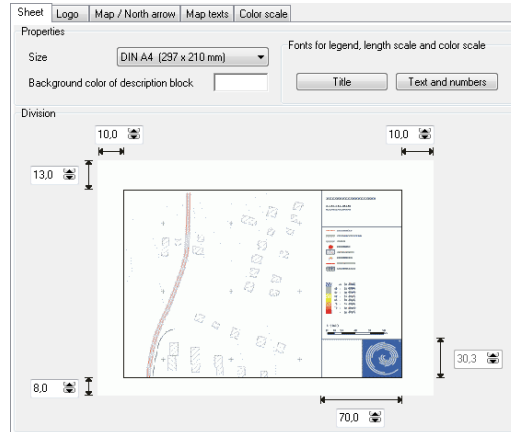 Sheet Logo Map / North arrow Map texts Color scale
Properties
Size DIN A4 (297 x 210 mm)
Fonts for legend, length scale and color scale
Background color of description block
Title Text and numbers
Division
10,0 10,0
13,0
30,3
8,0
70,0